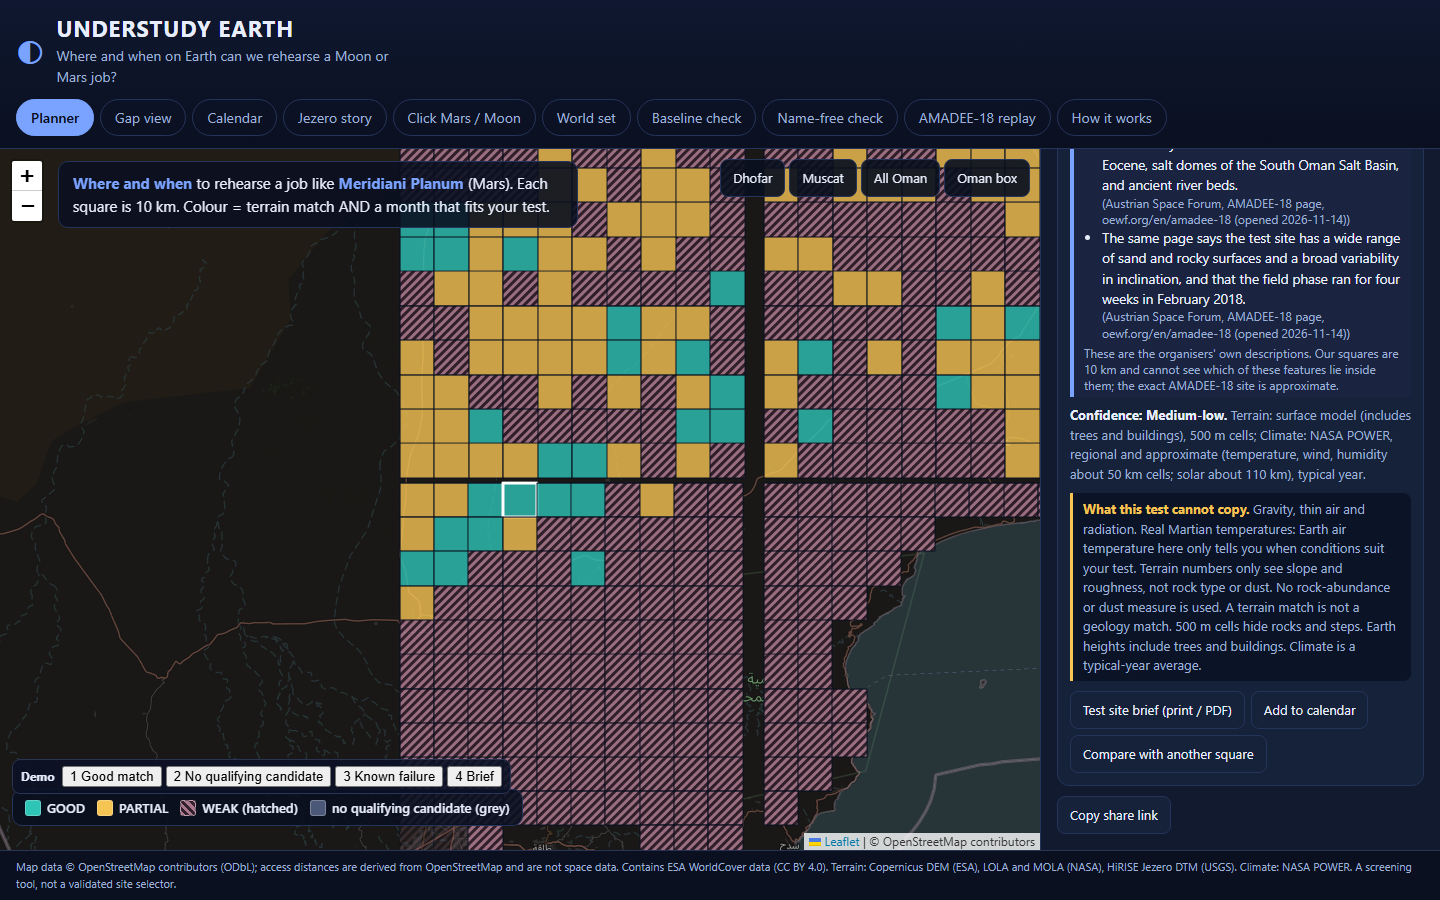 UNDERSTUDY EARTH
Where and when on Earth can we rehearse a Moon or
Mars job?
Planner
Gap view
Calendar
Jezero story
Click Mars / Moon
World set
Baseline check
Name-free check
AMADEE-18 replay
How it works
+
−
Where and when to rehearse a job like Meridiani Planum (Mars). Each
square is 10 km. Colour = terrain match AND a month that fits your test.
Dhofar
Muscat
All Oman
Oman box
Eocene, salt domes of the South Oman Salt Basin,
and ancient river beds.
(Austrian Space Forum, AMADEE-18 page,
oewf.org/en/amadee-18 (opened 2026-11-14))
• The same page says the test site has a wide range
of sand and rocky surfaces and a broad variability
in inclination, and that the field phase ran for four
weeks in February 2018.
(Austrian Space Forum, AMADEE-18 page,
oewf.org/en/amadee-18 (opened 2026-11-14))
These are the organisers' own descriptions. Our squares are
10 km and cannot see which of these features lie inside
them; the exact AMADEE-18 site is approximate.
Confidence: Medium-low. Terrain: surface model (includes
trees and buildings), 500 m cells; Climate: NASA POWER,
regional and approximate (temperature, wind, humidity
about 50 km cells; solar about 110 km), typical year.
What this test cannot copy. Gravity, thin air and
radiation. Real Martian temperatures: Earth air
temperature here only tells you when conditions suit
your test. Terrain numbers only see slope and
roughness, not rock type or dust. No rock-abundance
or dust measure is used. A terrain match is not a
geology match. 500 m cells hide rocks and steps. Earth
heights include trees and buildings. Climate is a
typical-year average.
Test site brief (print / PDF)
Add to calendar
Compare with another square
Copy share link
Demo
1 Good match
2 No qualifying candidate
3 Known failure
4 Brief
GOOD
PARTIAL
WEAK (hatched)
no qualifying candidate (grey)
Leaflet | © OpenStreetMap contributors
Map data © OpenStreetMap contributors (ODbL); access distances are derived from OpenStreetMap and are not space data. Contains ESA WorldCover data (CC BY 4.0). Terrain: Copernicus DEM (ESA), LOLA and MOLA (NASA), HiRISE Jezero DTM (USGS). Climate: NASA POWER. A screening
tool, not a validated site selector.